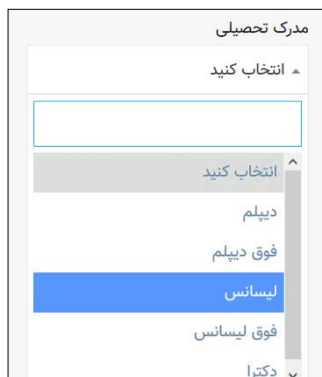 مدرک تحصیلی
انتخاب کنید
انتخاب کنید
دیپلم
فوق دیپلم
لیسانس
فوق لیسانس
دکترا